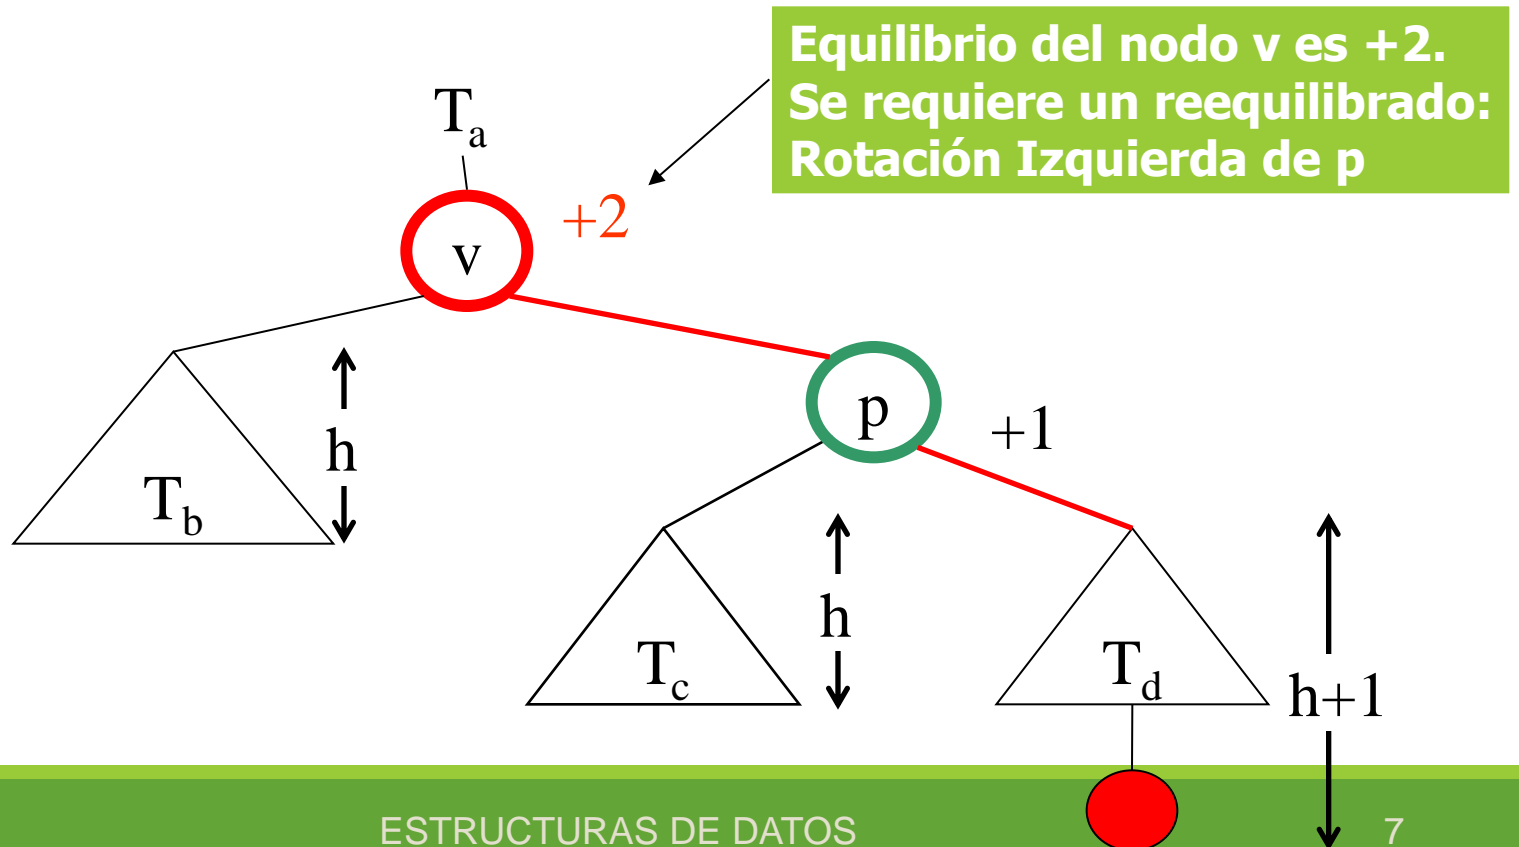 Equilibrio del nodo v es +2.
Se requiere un reequilibrado:
Rotación Izquierda de p
Ta
+2
v
p
+1
h
Tb
h
Tc
Td
h+1
ESTRUCTURAS DE DATOS
7